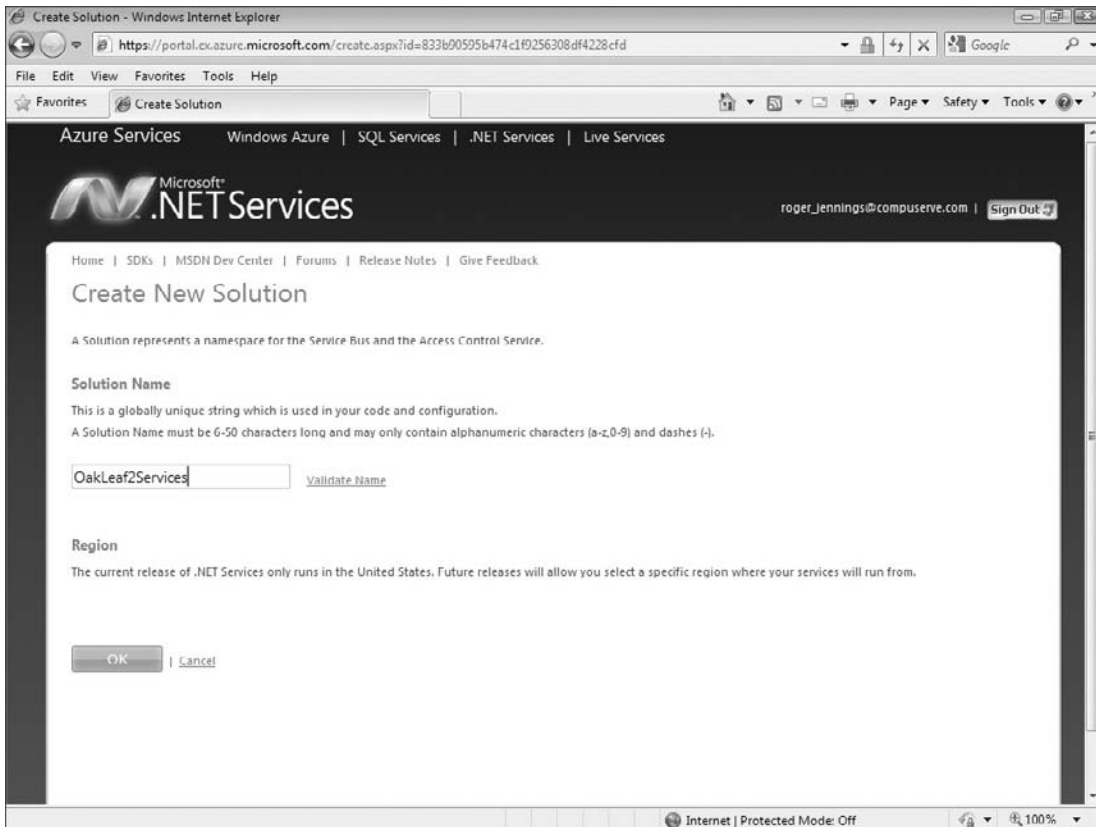 Create Solution - Windows Internet Explorer
https://portal.ex.azure.microsoft.com/create.aspx?id=833b90595b474c1f9256308df4228cfd
Google
File Edit View Favorites Tools Help
Favorites Create Solution Page Safety Tools
Azure Services Windows Azure | SQL Services | .NET Services | Live Services
Microsoft®
.NET Services
roger_jennings@compuserve.com | Sign Out
Home | SDKs | MSDN Dev Center | Forums | Release Notes | Give Feedback
Create New Solution
A Solution represents a namespace for the Service Bus and the Access Control Service.
Solution Name
This is a globally unique string which is used in your code and configuration.
A Solution Name must be 6-50 characters long and may only contain alphanumeric characters (a-z,0-9) and dashes (-).
OakLeaf2Services Validate Name
Region
The current release of .NET Services only runs in the United States. Future releases will allow you select a specific region where your services will run from.
OK | Cancel
Internet | Protected Mode: Off 100%